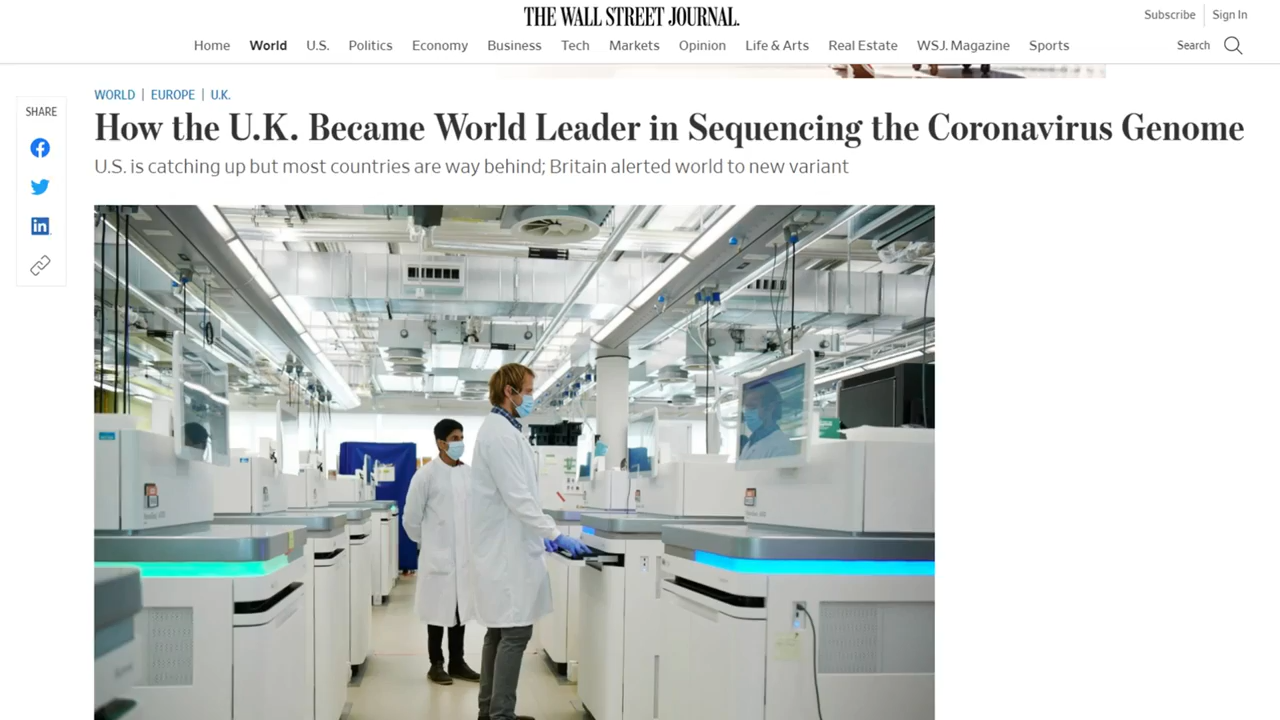 THE WALL STREET JOURNAL.
Subscribe Sign In
Home World U.S. Politics Economy Business Tech Markets Opinion Life & Arts Real Estate WSJ. Magazine Sports Search
WORLD | EUROPE | U.K.
SHARE
How the U.K. Became World Leader in Sequencing the Coronavirus Genome
U.S. is catching up but most countries are way behind; Britain alerted world to new variant
in